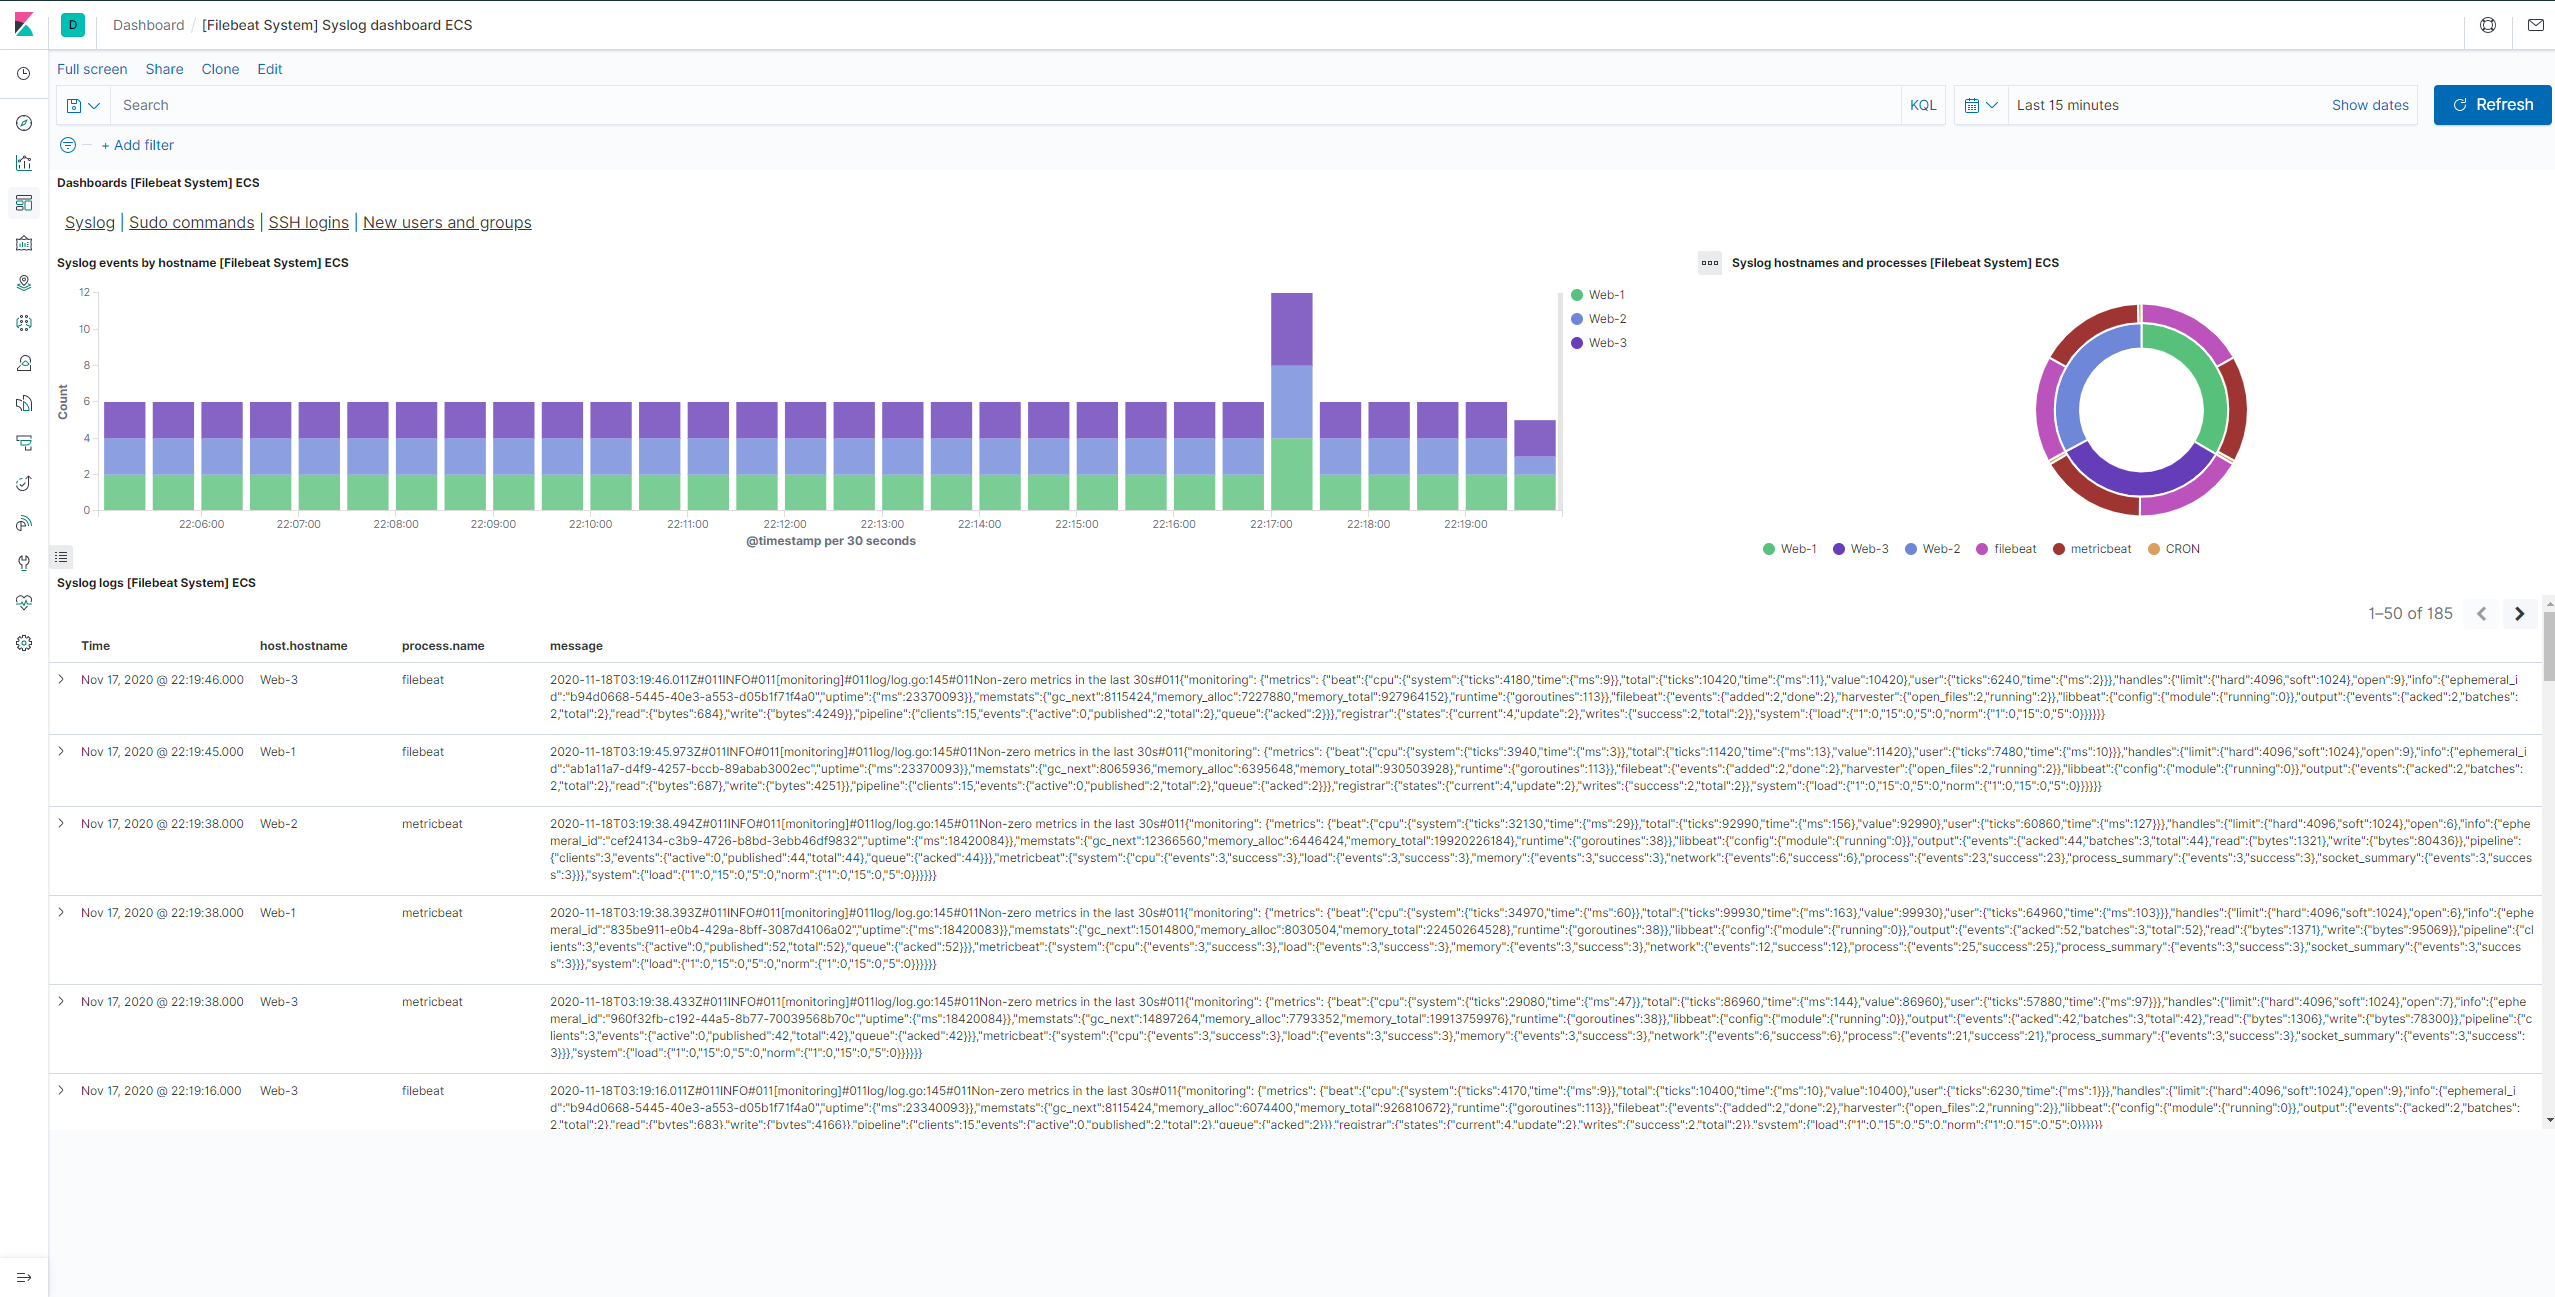 D Dashboard / [Filebeat System] Syslog dashboard ECS
Full screen Share Clone Edit
Search KQL Last 15 minutes Show dates Refresh
+ Add filter
Dashboards [Filebeat System] ECS
Syslog | Sudo commands | SSH logins | New users and groups
Syslog events by hostname [Filebeat System] ECS
12
10
8
6
4
2
0
Count
22:06:00 22:07:00 22:08:00 22:09:00 22:10:00 22:11:00 22:12:00 22:13:00 22:14:00 22:15:00 22:16:00 22:17:00 22:18:00 22:19:00
@timestamp per 30 seconds
Web-1
Web-2
Web-3
Syslog hostnames and processes [Filebeat System] ECS
Web-1 Web-3 Web-2 filebeat metricbeat CRON
Syslog logs [Filebeat System] ECS
1–50 of 185
Time host.hostname process.name message
Nov 17, 2020 @ 22:19:46.000 Web-3 filebeat 2020-11-18T03:19:46.011Z#011INFO#011[monitoring]#011log/log.go:145#011Non-zero metrics in the last 30s#011{"monitoring": {"metrics": {"beat":{"cpu":{"system":{"ticks":4180,"time":{"ms":9}},"total":{"ticks":10420,"time":{"ms":11},"value":10420},"user":{"ticks":6240,"time":{"ms":2}}},"handles":{"limit":{"hard":4096,"soft":1024},"open":9},"info":{"ephemeral_i
d":"b94d0668-5445-40e3-a553-d05b1f71f4a0","uptime":{"ms":23370093}},"memstats":{"gc_next":8115424,"memory_alloc":7227880,"memory_total":927964152},"runtime":{"goroutines":113}},"filebeat":{"events":{"added":2,"done":2},"harvester":{"open_files":2,"running":2}},"libbeat":{"config":{"module":{"running":0}},"output":{"events":{"acked":2,"batches":
2,"total":2},"read":{"bytes":684},"write":{"bytes":4249}},"pipeline":{"clients":15,"events":{"active":0,"published":2,"total":2},"queue":{"acked":2}}},"registrar":{"states":{"current":4,"update":2},"writes":{"success":2,"total":2}},"system":{"load":{"1":0,"15":0,"5":0,"norm":{"1":0,"15":0,"5":0}}}}}}
Nov 17, 2020 @ 22:19:45.000 Web-1 filebeat 2020-11-18T03:19:45.973Z#011INFO#011[monitoring]#011log/log.go:145#011Non-zero metrics in the last 30s#011{"monitoring": {"metrics": {"beat":{"cpu":{"system":{"ticks":3940,"time":{"ms":3}},"total":{"ticks":11420,"time":{"ms":13},"value":11420},"user":{"ticks":7480,"time":{"ms":10}}},"handles":{"limit":{"hard":4096,"soft":1024},"open":9},"info":{"ephemeral_i
d":"ab1a11a7-d4f9-4257-bccb-89abab3002ec","uptime":{"ms":23370093}},"memstats":{"gc_next":8065936,"memory_alloc":6395648,"memory_total":930503928},"runtime":{"goroutines":113}},"filebeat":{"events":{"added":2,"done":2},"harvester":{"open_files":2,"running":2}},"libbeat":{"config":{"module":{"running":0}},"output":{"events":{"acked":2,"batches":
2,"total":2},"read":{"bytes":687},"write":{"bytes":4251}},"pipeline":{"clients":15,"events":{"active":0,"published":2,"total":2},"queue":{"acked":2}}},"registrar":{"states":{"current":4,"update":2},"writes":{"success":2,"total":2}},"system":{"load":{"1":0,"15":0,"5":0,"norm":{"1":0,"15":0,"5":0}}}}}}
Nov 17, 2020 @ 22:19:38.000 Web-2 metricbeat 2020-11-18T03:19:38.494Z#011INFO#011[monitoring]#011log/log.go:145#011Non-zero metrics in the last 30s#011{"monitoring": {"metrics": {"beat":{"cpu":{"system":{"ticks":32130,"time":{"ms":29}},"total":{"ticks":92990,"time":{"ms":156},"value":92990},"user":{"ticks":60860,"time":{"ms":127}}},"handles":{"limit":{"hard":4096,"soft":1024},"open":6},"info":{"ephe
meral_id":"cef24134-c3b9-4726-b8bd-3ebb46df9832","uptime":{"ms":18420084}},"memstats":{"gc_next":12366560,"memory_alloc":6446424,"memory_total":19920226184},"runtime":{"goroutines":38}},"libbeat":{"config":{"module":{"running":0}},"output":{"events":{"acked":44,"batches":3,"total":44},"read":{"bytes":1321},"write":{"bytes":80436}},"pipeline":
{"clients":3,"events":{"active":0,"published":44,"total":44},"queue":{"acked":44}}},"metricbeat":{"system":{"cpu":{"events":3,"success":3},"load":{"events":3,"success":3},"memory":{"events":3,"success":3},"network":{"events":6,"success":6},"process":{"events":23,"success":23},"process_summary":{"events":3,"success":3},"socket_summary":{"events":3,"succes
s":3}}},"system":{"load":{"1":0,"15":0,"5":0,"norm":{"1":0,"15":0,"5":0}}}}}}
Nov 17, 2020 @ 22:19:38.000 Web-1 metricbeat 2020-11-18T03:19:38.393Z#011INFO#011[monitoring]#011log/log.go:145#011Non-zero metrics in the last 30s#011{"monitoring": {"metrics": {"beat":{"cpu":{"system":{"ticks":34970,"time":{"ms":60}},"total":{"ticks":99930,"time":{"ms":163},"value":99930},"user":{"ticks":64960,"time":{"ms":103}}},"handles":{"limit":{"hard":4096,"soft":1024},"open":6},"info":{"ephe
meral_id":"835be911-e0b4-429a-8bff-3087d4106a02","uptime":{"ms":18420083}},"memstats":{"gc_next":15014800,"memory_alloc":8030504,"memory_total":22450264528},"runtime":{"goroutines":38}},"libbeat":{"config":{"module":{"running":0}},"output":{"events":{"acked":52,"batches":3,"total":52},"read":{"bytes":1371},"write":{"bytes":95069}},"pipeline":{"cl
ients":3,"events":{"active":0,"published":52,"total":52},"queue":{"acked":52}}},"metricbeat":{"system":{"cpu":{"events":3,"success":3},"load":{"events":3,"success":3},"memory":{"events":3,"success":3},"network":{"events":12,"success":12},"process":{"events":25,"success":25},"process_summary":{"events":3,"success":3},"socket_summary":{"events":3,"succes
s":3}}},"system":{"load":{"1":0,"15":0,"5":0,"norm":{"1":0,"15":0,"5":0}}}}}}
Nov 17, 2020 @ 22:19:38.000 Web-3 metricbeat 2020-11-18T03:19:38.433Z#011INFO#011[monitoring]#011log/log.go:145#011Non-zero metrics in the last 30s#011{"monitoring": {"metrics": {"beat":{"cpu":{"system":{"ticks":29080,"time":{"ms":47}},"total":{"ticks":86960,"time":{"ms":144},"value":86960},"user":{"ticks":57880,"time":{"ms":97}}},"handles":{"limit":{"hard":4096,"soft":1024},"open":7},"info":{"ephe
meral_id":"960f32fb-c192-44a5-8b77-70039568b70c","uptime":{"ms":18420084}},"memstats":{"gc_next":14897264,"memory_alloc":7793352,"memory_total":19913759976},"runtime":{"goroutines":38}},"libbeat":{"config":{"module":{"running":0}},"output":{"events":{"acked":42,"batches":3,"total":42},"read":{"bytes":1306},"write":{"bytes":78300}},"pipeline":{"c
lients":3,"events":{"active":0,"published":42,"total":42},"queue":{"acked":42}}},"metricbeat":{"system":{"cpu":{"events":3,"success":3},"load":{"events":3,"success":3},"memory":{"events":3,"success":3},"network":{"events":6,"success":6},"process":{"events":21,"success":21},"process_summary":{"events":3,"success":3},"socket_summary":{"events":3,"success":
3}}},"system":{"load":{"1":0,"15":0,"5":0,"norm":{"1":0,"15":0,"5":0}}}}}}
Nov 17, 2020 @ 22:19:16.000 Web-3 filebeat 2020-11-18T03:19:16.011Z#011INFO#011[monitoring]#011log/log.go:145#011Non-zero metrics in the last 30s#011{"monitoring": {"metrics": {"beat":{"cpu":{"system":{"ticks":4170,"time":{"ms":9}},"total":{"ticks":10400,"time":{"ms":10},"value":10400},"user":{"ticks":6230,"time":{"ms":1}}},"handles":{"limit":{"hard":4096,"soft":1024},"open":9},"info":{"ephemeral_i
d":"b94d0668-5445-40e3-a553-d05b1f71f4a0","uptime":{"ms":23340093}},"memstats":{"gc_next":8115424,"memory_alloc":6074400,"memory_total":926810672},"runtime":{"goroutines":113}},"filebeat":{"events":{"added":2,"done":2},"harvester":{"open_files":2,"running":2}},"libbeat":{"config":{"module":{"running":0}},"output":{"events":{"acked":2,"batches":
2,"total":2},"read":{"bytes":683},"write":{"bytes":4166}},"pipeline":{"clients":15,"events":{"active":0,"published":2,"total":2},"queue":{"acked":2}}},"registrar":{"states":{"current":4,"update":2},"writes":{"success":2,"total":2}},"system":{"load":{"1":0,"15":0,"5":0,"norm":{"1":0,"15":0,"5":0}}}}}}